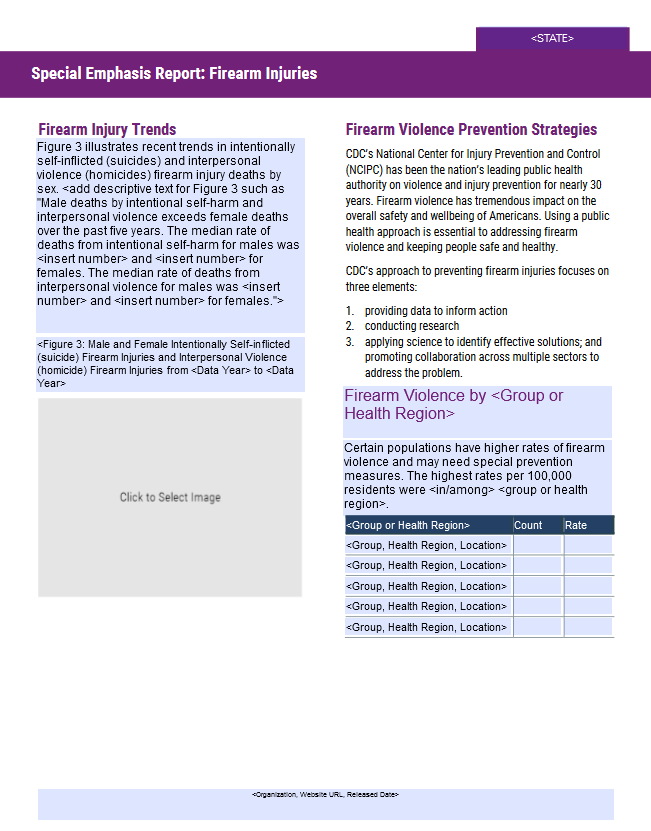 <STATE>
Special Emphasis Report: Firearm Injuries
Firearm Injury Trends
Figure 3 illustrates recent trends in intentionally
self-inflicted (suicides) and interpersonal
violence (homicides) firearm injury deaths by
sex. <add descriptive text for Figure 3 such as
"Male deaths by intentional self-harm and
interpersonal violence exceeds female deaths
over the past five years. The median rate of
deaths from intentional self-harm for males was
<insert number> and <insert number> for
females. The median rate of deaths from
interpersonal violence for males was <insert
number> and <insert number> for females.">
<Figure 3: Male and Female Intentionally Self-inflicted
(suicide) Firearm Injuries and Interpersonal Violence
(homicide) Firearm Injuries from <Data Year> to <Data
Year>
Click to Select Image
Firearm Violence Prevention Strategies
CDC's National Center for Injury Prevention and Control
(NCIPC) has been the nation's leading public health
authority on violence and injury prevention for nearly 30
years. Firearm violence has tremendous impact on the
overall safety and wellbeing of Americans. Using a public
health approach is essential to addressing firearm
violence and keeping people safe and healthy.
CDC's approach to preventing firearm injuries focuses on
three elements:
1. providing data to inform action
2. conducting research
3. applying science to identify effective solutions; and
promoting collaboration across multiple sectors to
address the problem.
Firearm Violence by <Group or
Health Region>
Certain populations have higher rates of firearm
violence and may need special prevention
measures. The highest rates per 100,000
residents were <in/among> <group or health
region>.
<Group or Health Region> Count Rate
<Group, Health Region, Location>
<Group, Health Region, Location>
<Group, Health Region, Location>
<Group, Health Region, Location>
<Group, Health Region, Location>
<Organization, Website URL, Released Date>